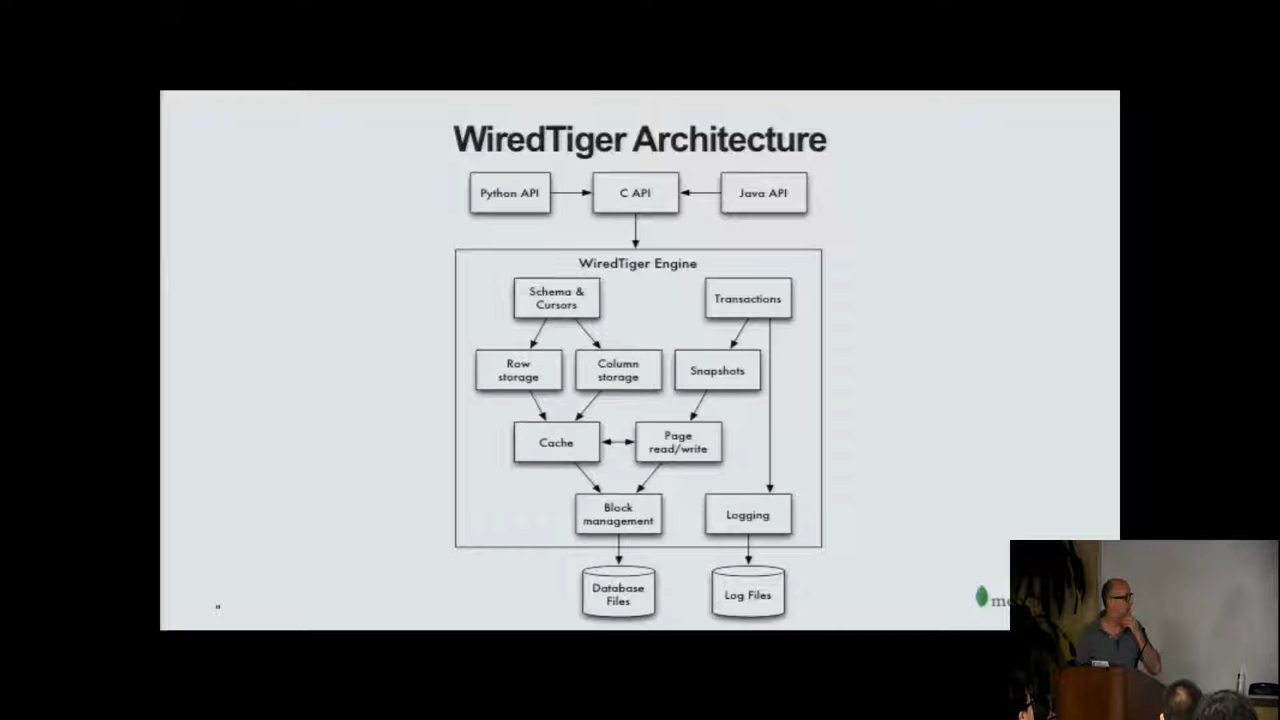 WiredTiger Architecture
Python API
C API
Java API
WiredTiger Engine
Schema &
Cursors
Transactions
Row
storage
Column
storage
Snapshots
Cache
Page
read/write
Block
management
Logging
Database
Files
Log Files
"